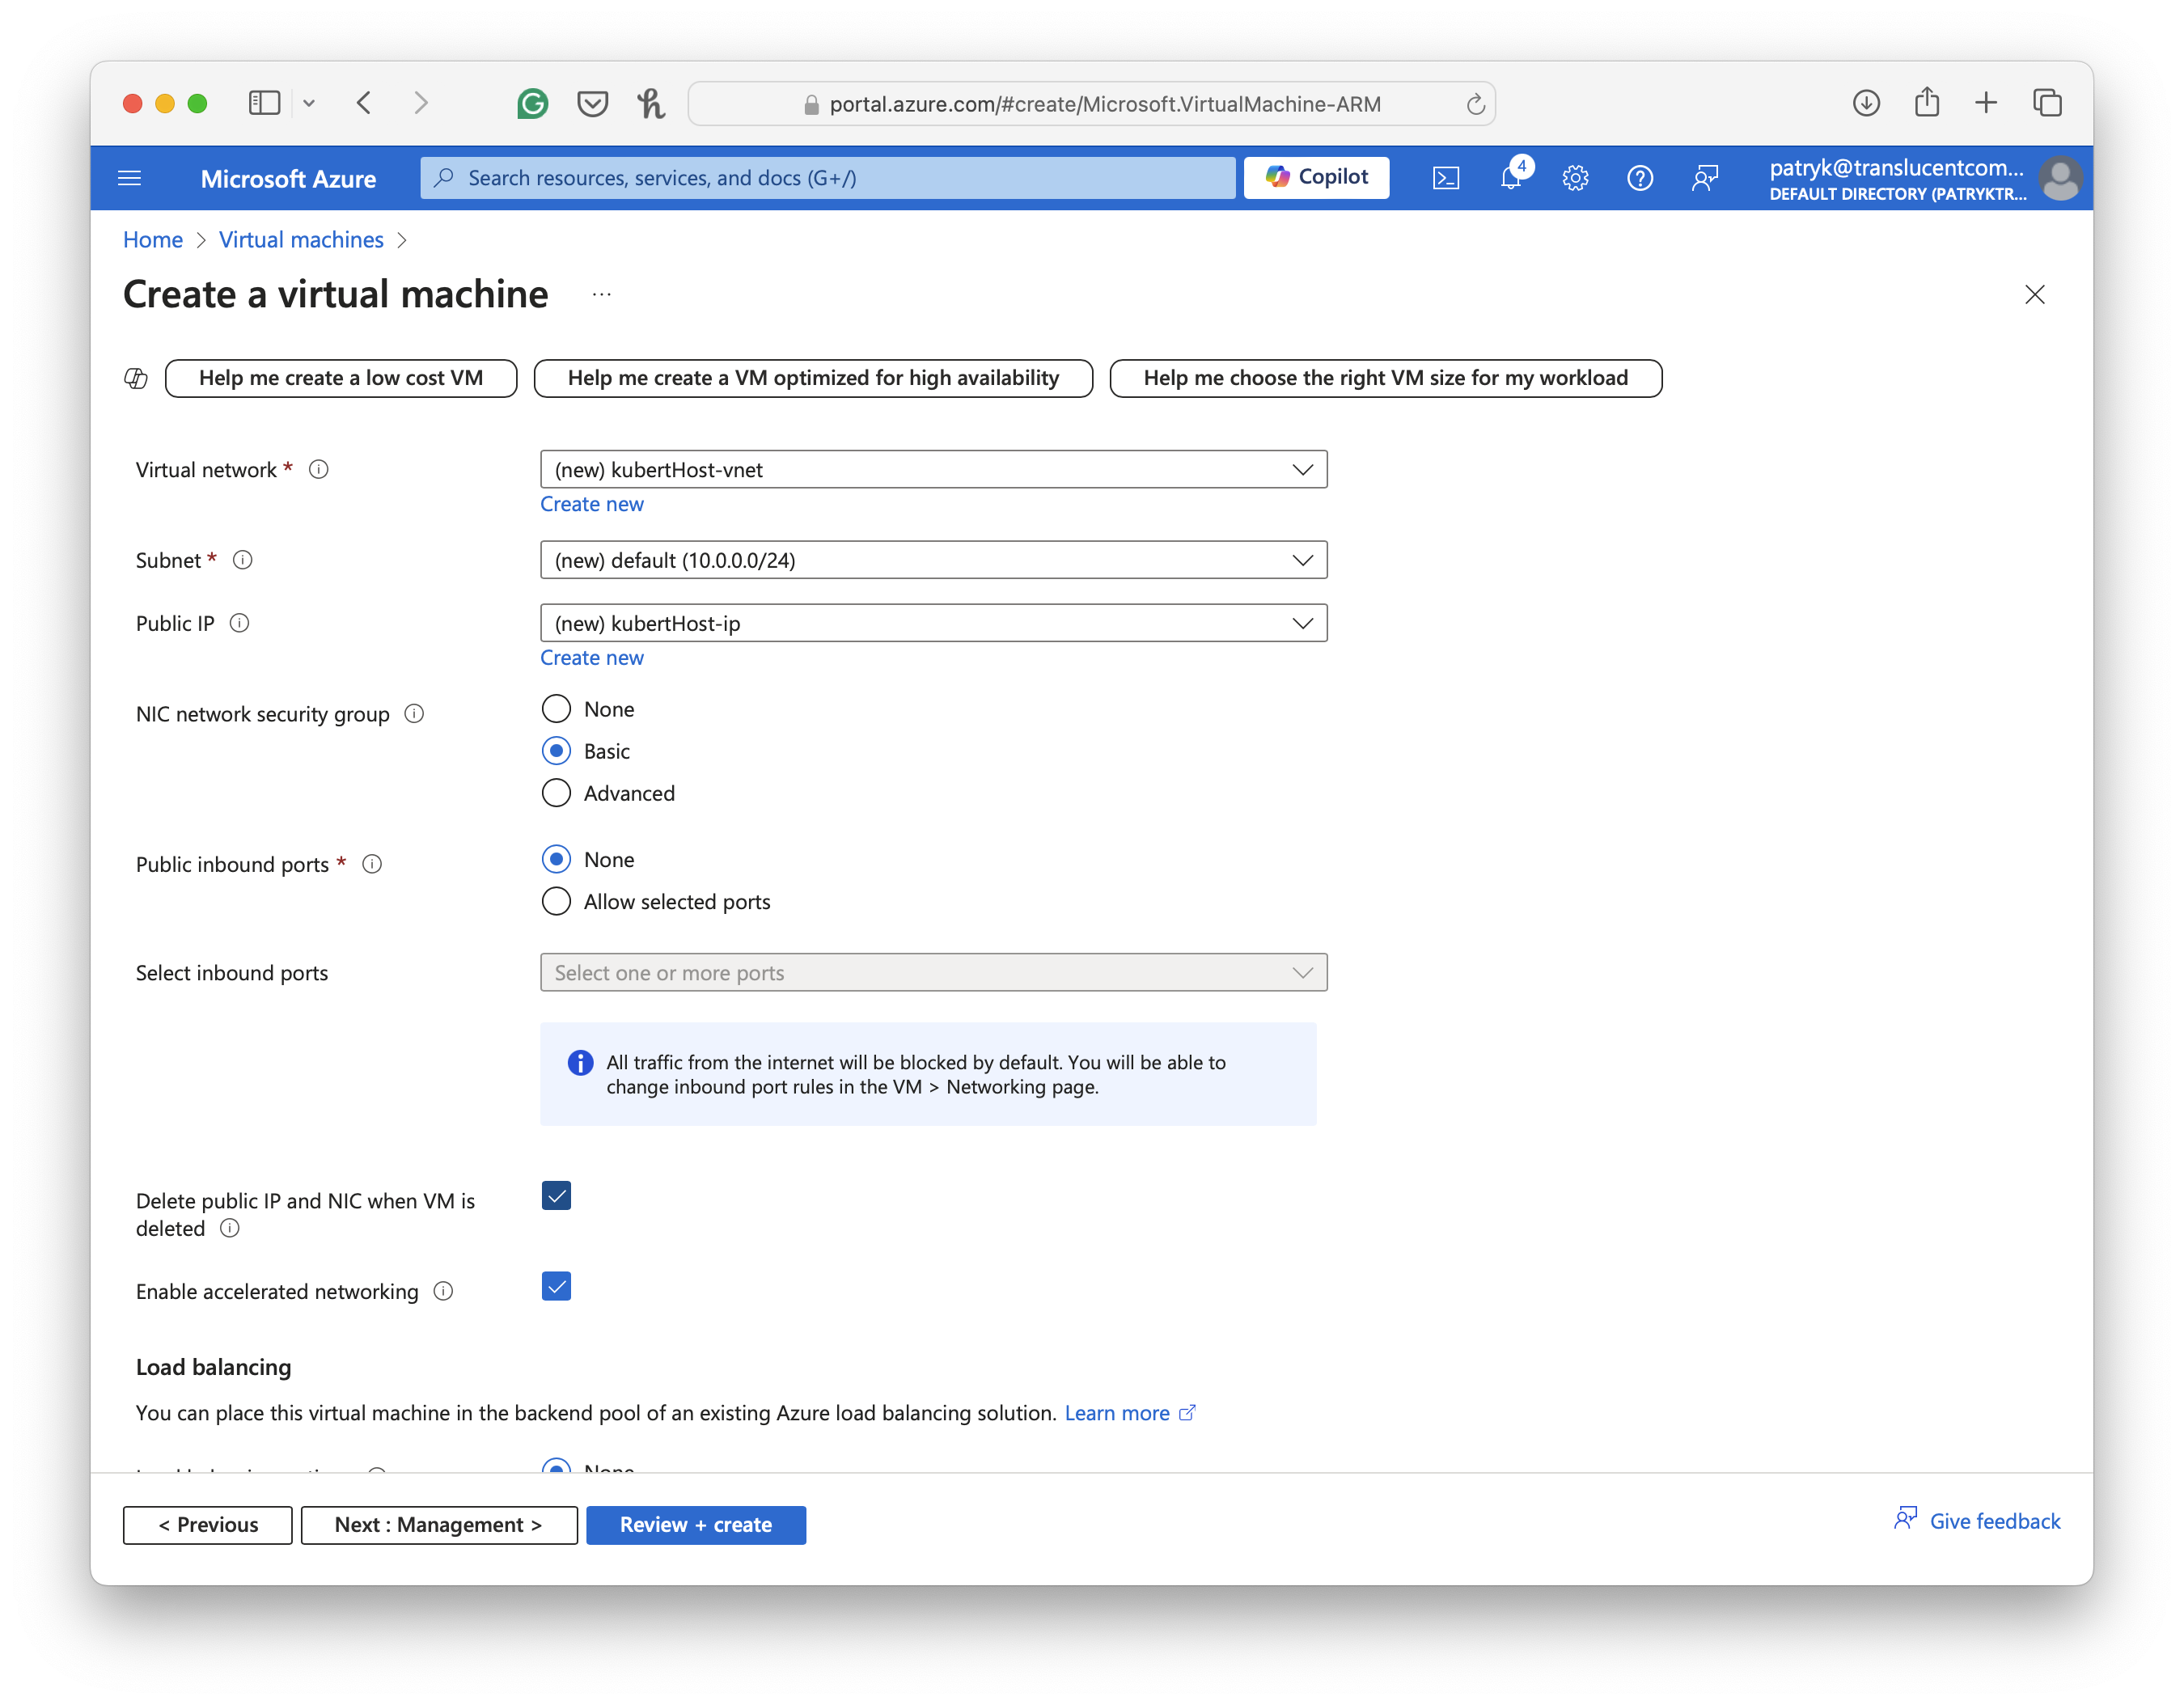 portal.azure.com/#create/Microsoft.VirtualMachine-ARM
Microsoft Azure
Search resources, services, and docs (G+/)
Copilot
4
patryk@translucentcom...
DEFAULT DIRECTORY (PATRYKTR...
Home > Virtual machines >
Create a virtual machine ...
Help me create a low cost VM
Help me create a VM optimized for high availability
Help me choose the right VM size for my workload
Virtual network *
(new) kubertHost-vnet
Create new
Subnet *
(new) default (10.0.0.0/24)
Public IP
(new) kubertHost-ip
Create new
NIC network security group
None
Basic
Advanced
Public inbound ports *
None
Allow selected ports
Select inbound ports
Select one or more ports
All traffic from the internet will be blocked by default. You will be able to
change inbound port rules in the VM > Networking page.
Delete public IP and NIC when VM is
deleted
Enable accelerated networking
Load balancing
You can place this virtual machine in the backend pool of an existing Azure load balancing solution. Learn more
None
< Previous
Next : Management >
Review + create
Give feedback